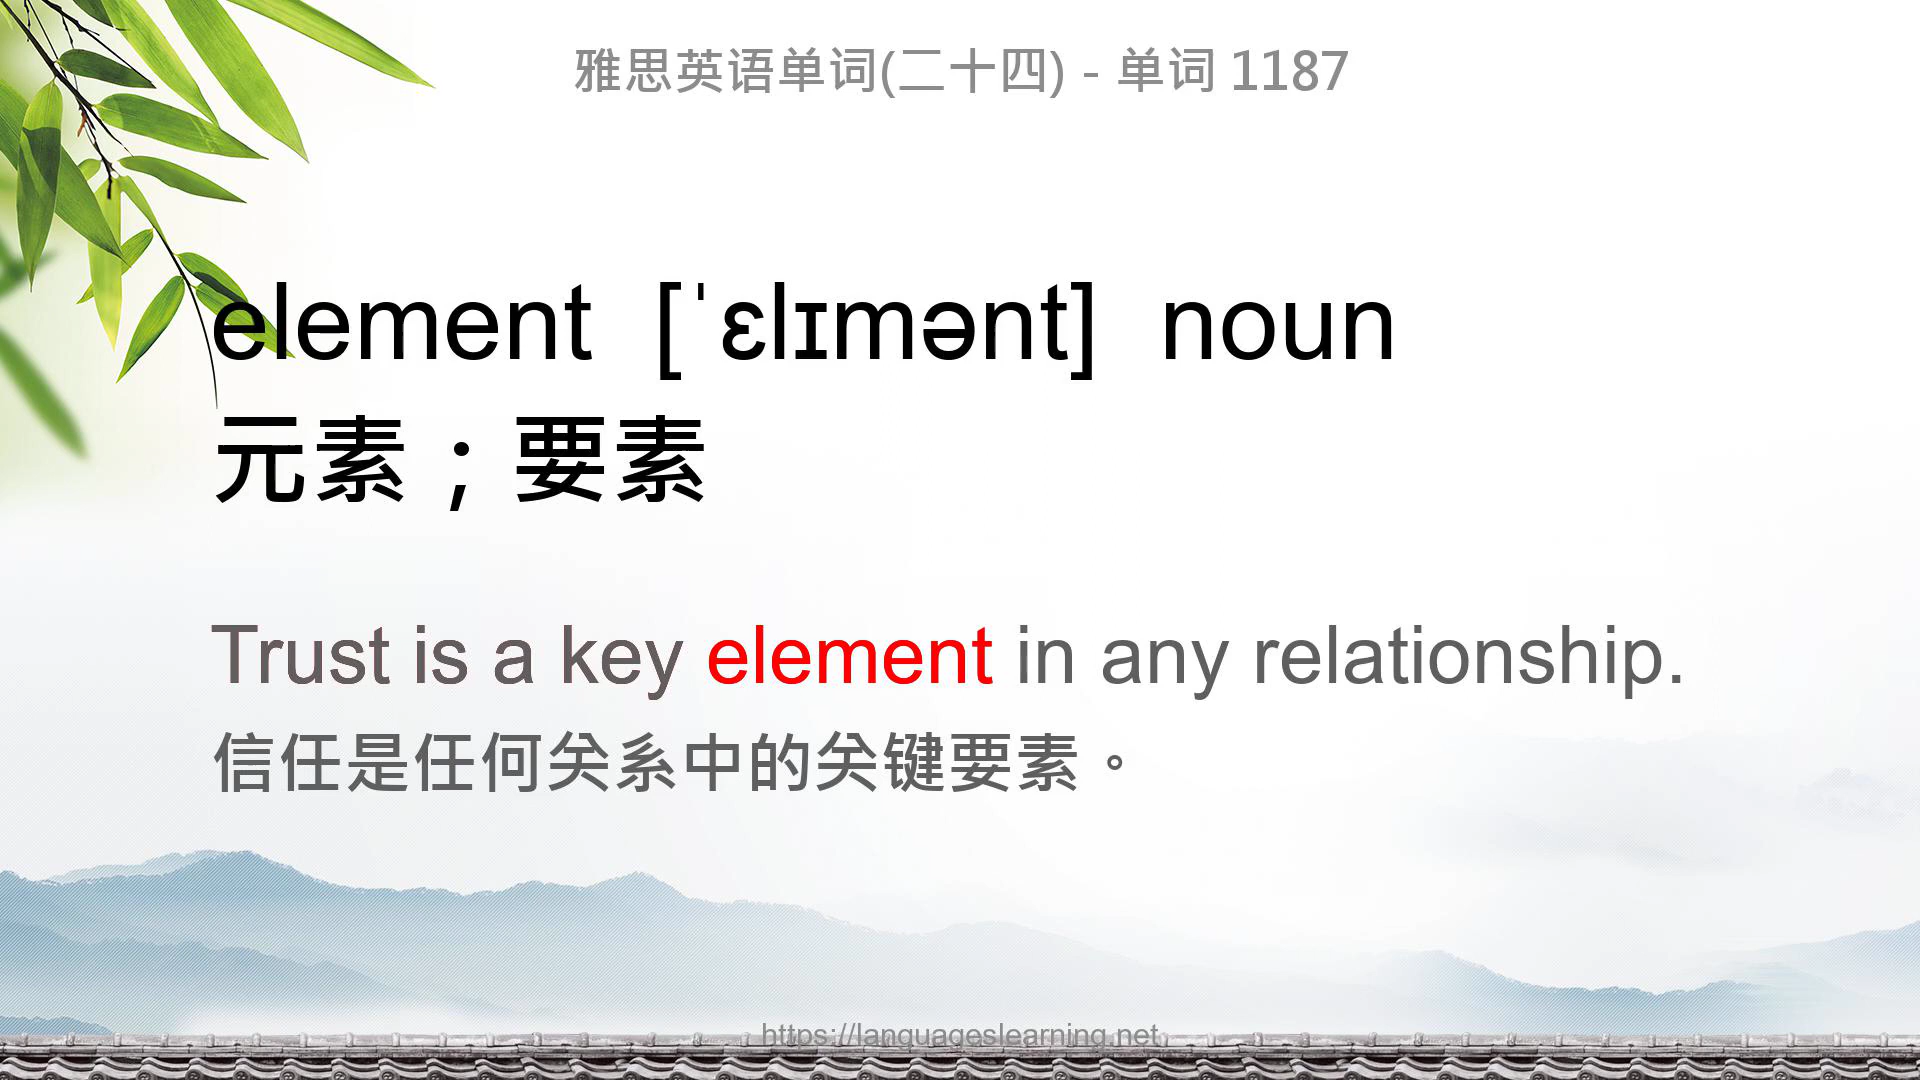 雅思英语单词(二十四) - 单词 1187
element [ˈɛlɪmənt] noun
元素；要素
Trust is a key element in any relationship.
信任是任何关系中的关键要素。
https://languageslearning.net